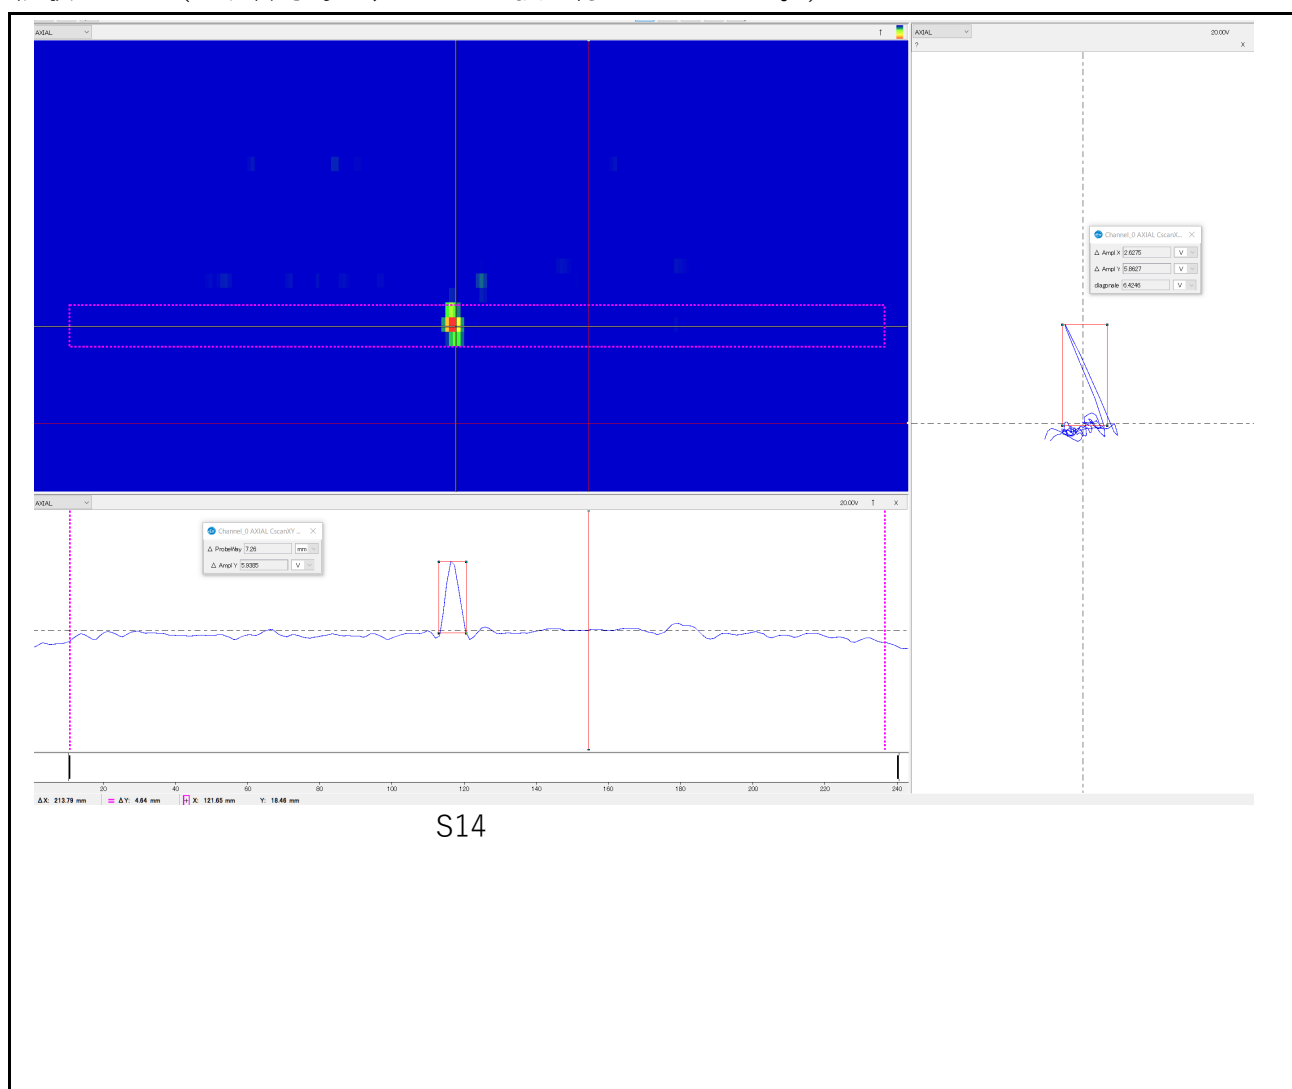 AXIAL
AXIAL
20.00V
?
X
Channel_0 AXIAL CscanX... ×
Δ Ampl X 2.6275 V
Δ Ampl Y 5.8627 V
diagonale 6.4246 V
AXIAL
20.00V
X
Channel_0 AXIAL CscanXY ... ×
Δ ProbeWay 7.26 mm
Δ Ampl Y 5.9385 V
20 40 60 80 100 120 140 160 180 200 220 240
ΔX: 213.79 mm = ΔY: 4.64 mm X: 121.65 mm Y: 18.46 mm
S14